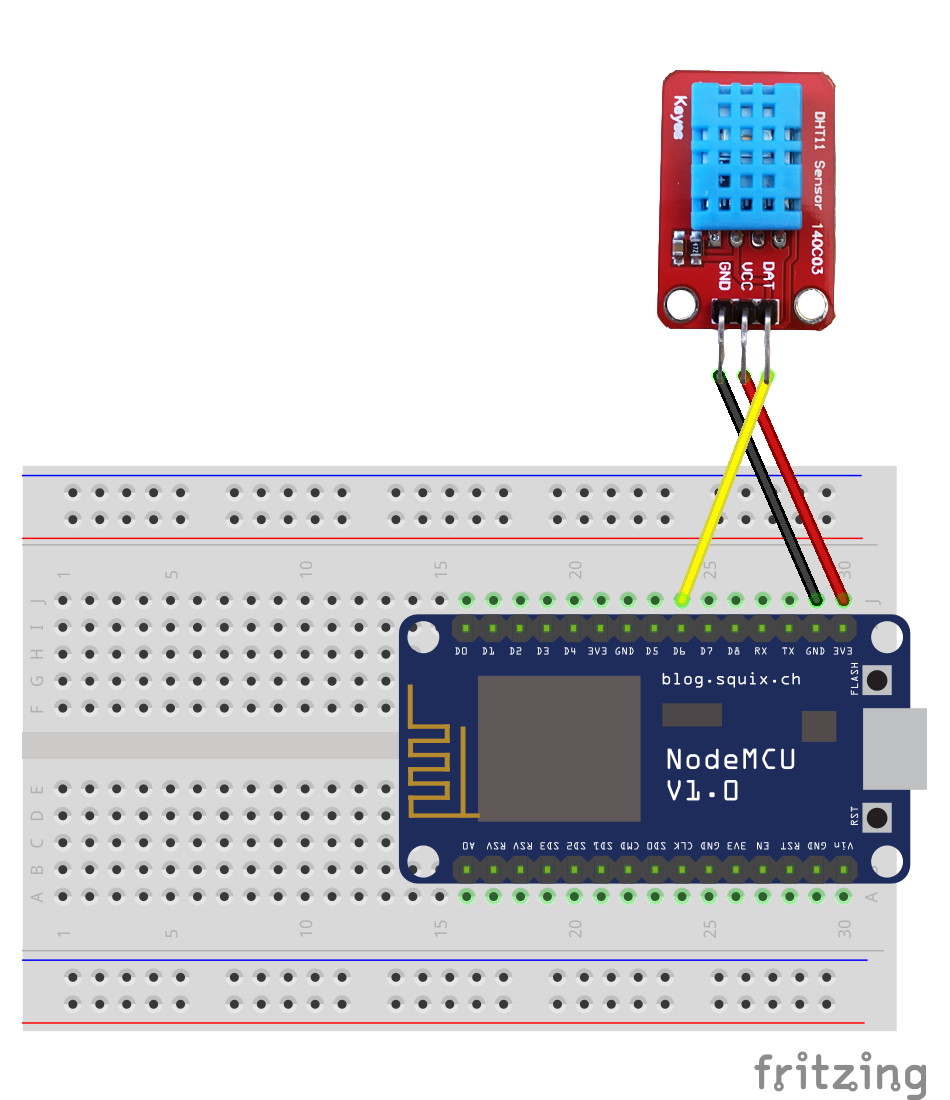 Keyes
DHT11 Sensor 140C03
GND VCC DAT
1 5 10 15 20 25 30
J J
I
H
G
F
D0 D1 D2 D3 D4 3V3 GND D5 D6 D7 D8 RX TX GND 3V3
blog.squix.ch
FLASH
NodeMCU
V1.0
RST
E
D
C
B
A A
A0 RSV RSV SD3 SD2 SD1 CMD SD0 CLK GND 3V3 EN RST GND Vin
1 5 10 15 20 25 30
fritzing